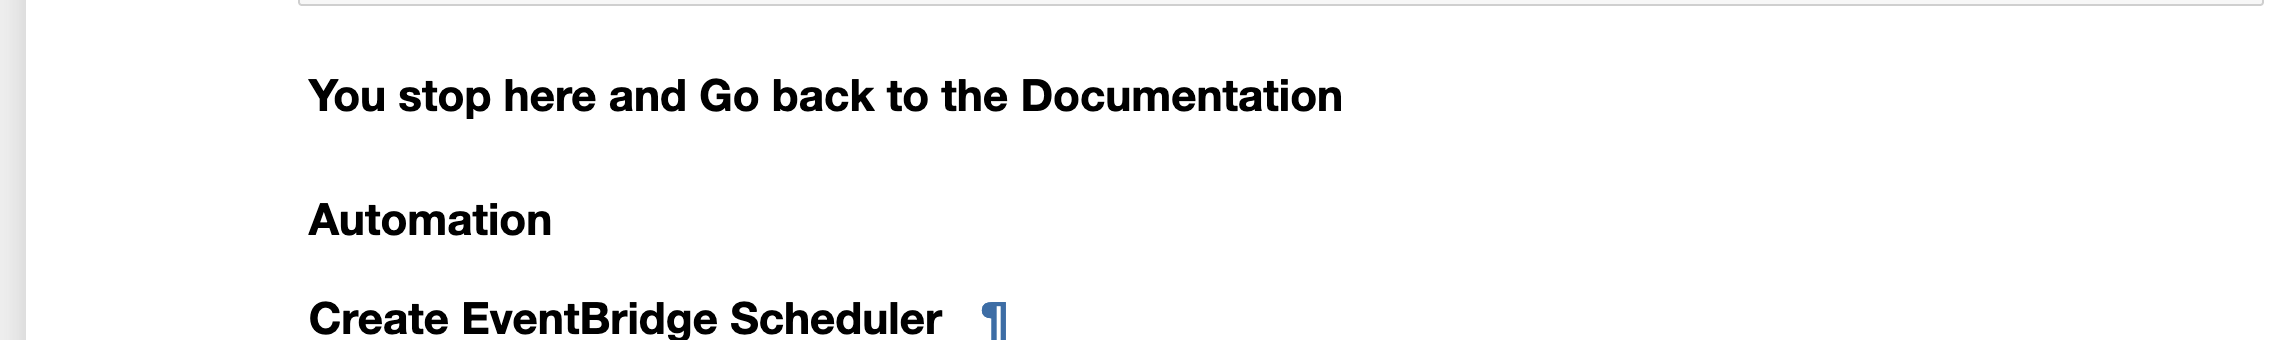 You stop here and Go back to the Documentation
Automation
Create EventBridge Scheduler ¶